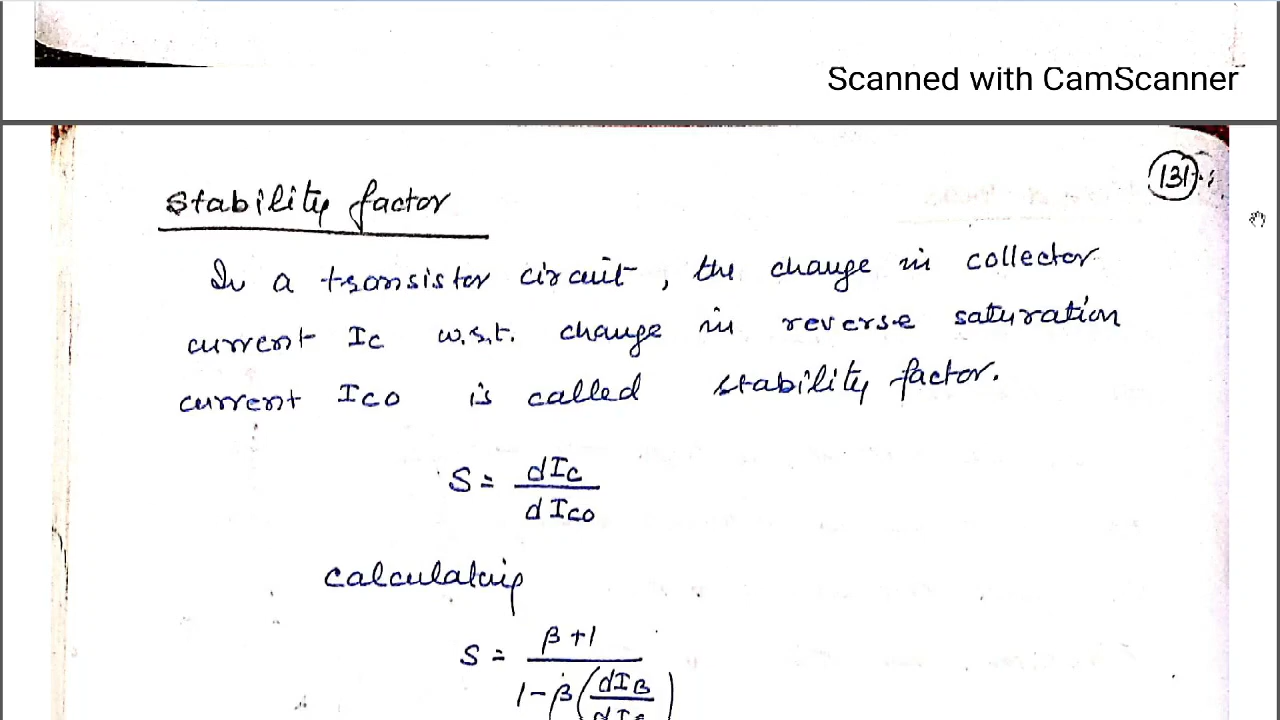 Scanned with CamScanner
131
Stability factor
In a transistor circuit, the change in collector
current Ic w.r.t. change in reverse saturation
current Ico is called stability factor.
S = dIc
dIco
calculating
S = β+1
1-β(dIB